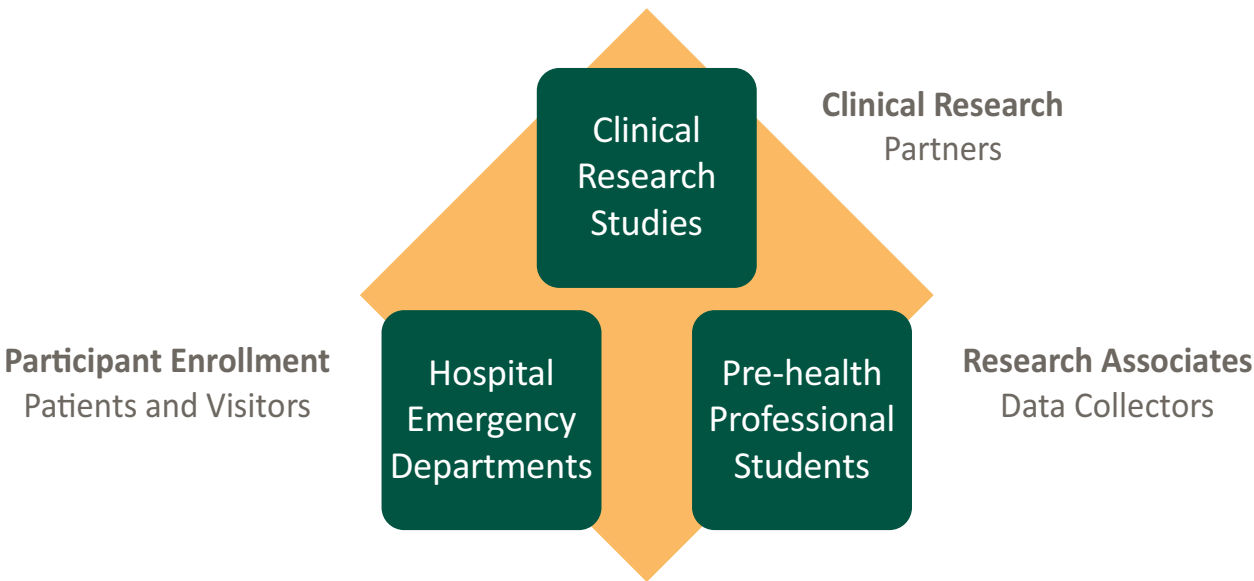 Clinical
Research
Studies
Clinical Research
Partners
Participant Enrollment
Patients and Visitors
Hospital
Emergency
Departments
Pre-health
Professional
Students
Research Associates
Data Collectors